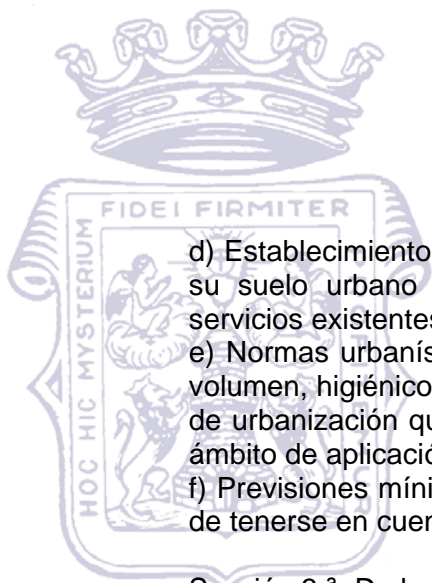 FIDEI FIRMITER
HOC HIC MYSTERIUM
d) Establecimiento
su suelo urbano
servicios existentes
e) Normas urbanís
volumen, higiénico
de urbanización qu
ámbito de aplicació
f) Previsiones míni
de tenerse en cuen